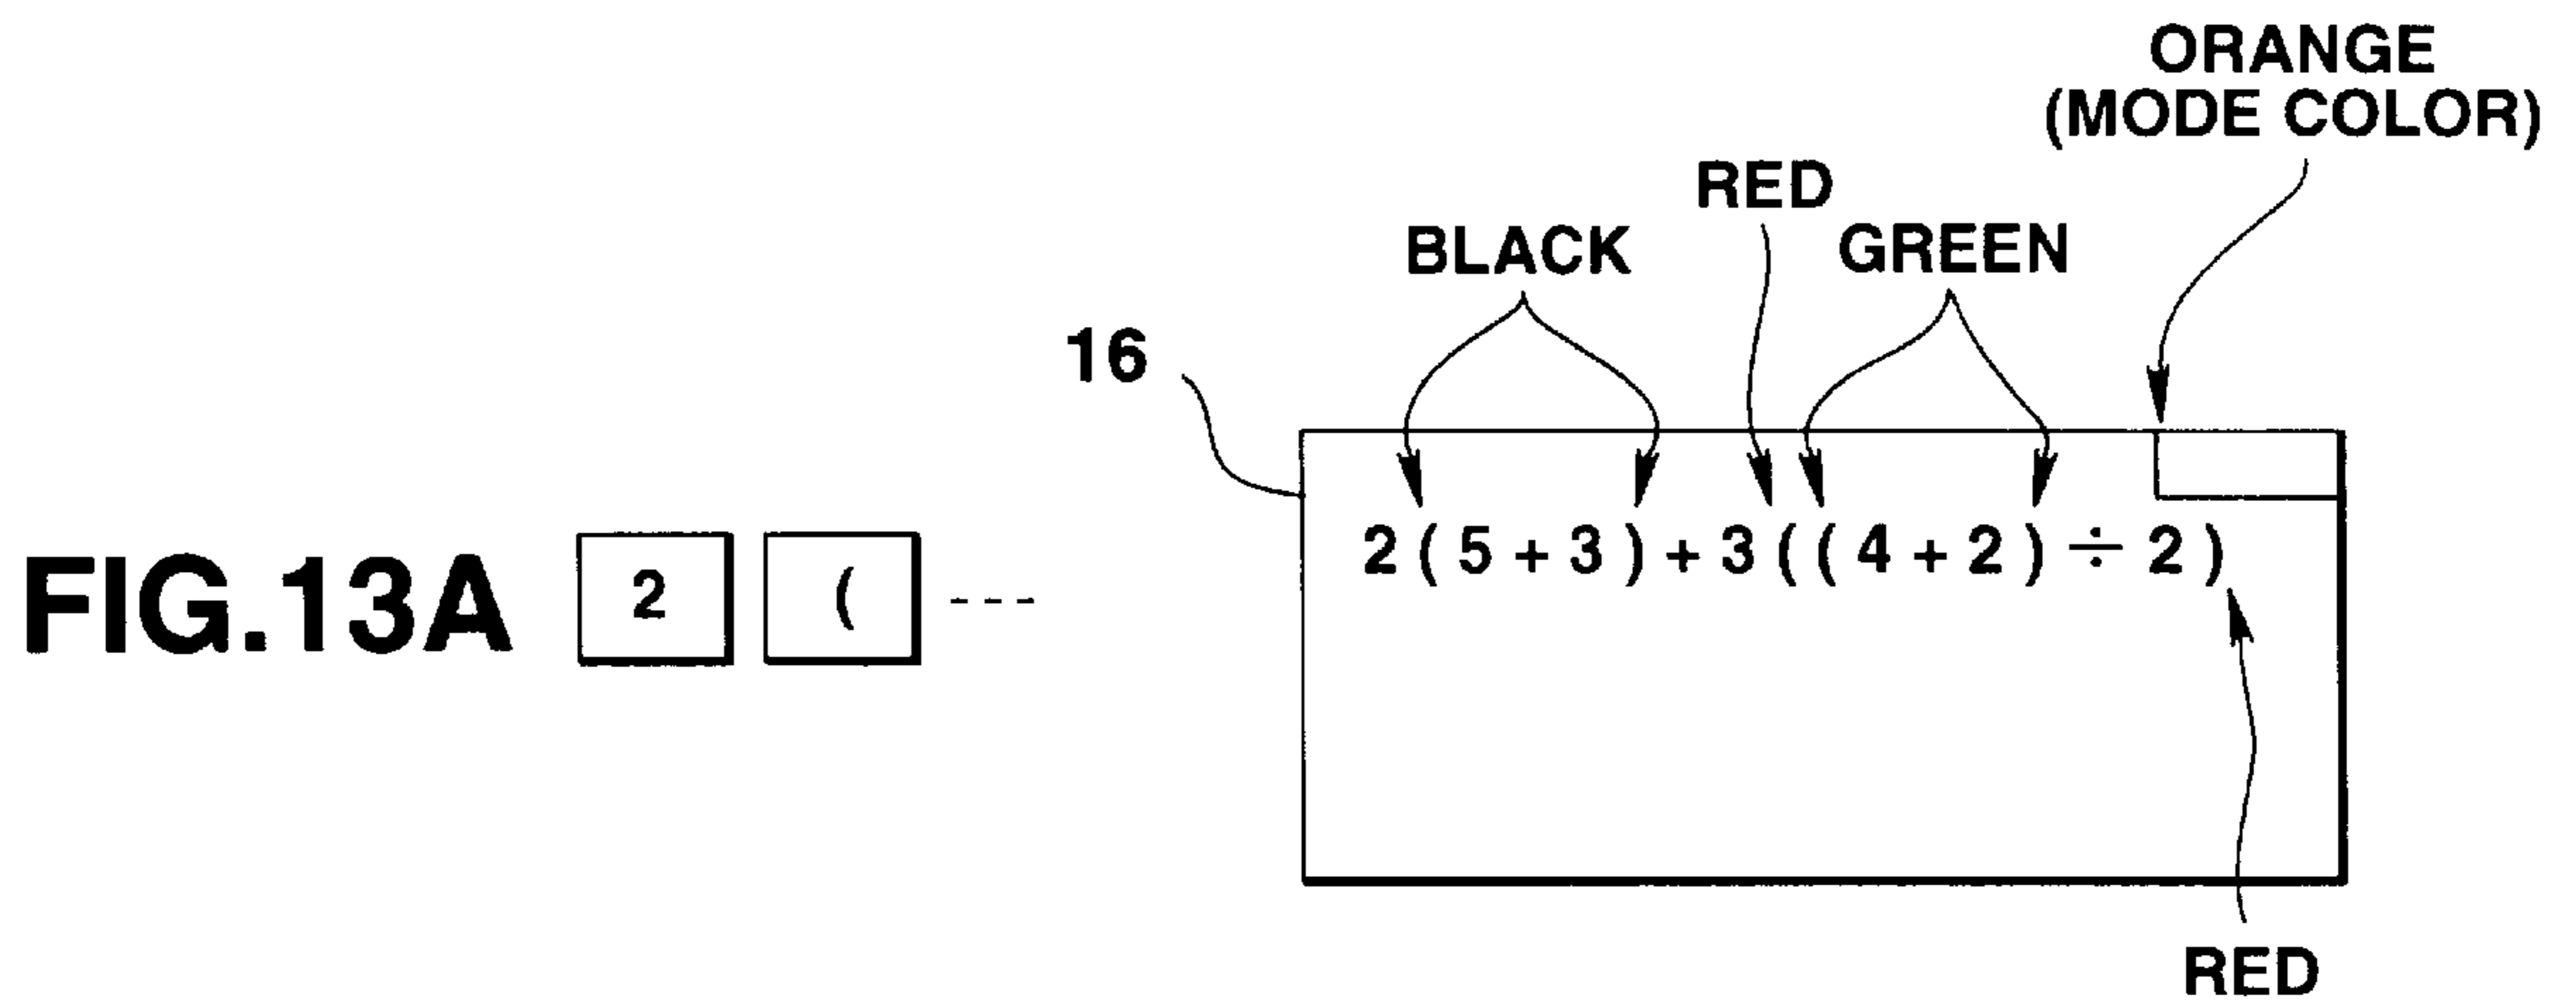 ORANGE
(MODE COLOR)
RED
BLACK GREEN
16
2(5+3)+3((4+2)÷2)
FIG.13A 2 ( ---
RED